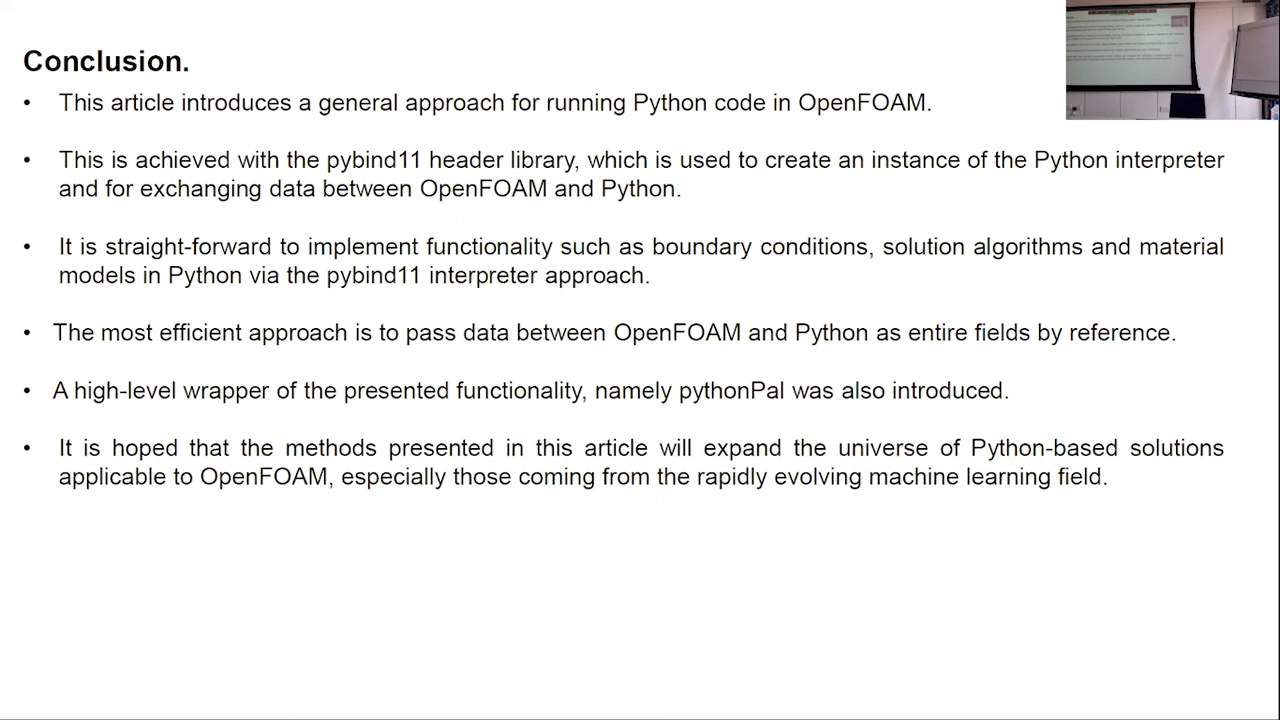 Conclusion.
• This article introduces a general approach for running Python code in OpenFOAM.
• This is achieved with the pybind11 header library, which is used to create an instance of the Python interpreter
and for exchanging data between OpenFOAM and Python.
• It is straight-forward to implement functionality such as boundary conditions, solution algorithms and material
models in Python via the pybind11 interpreter approach.
• The most efficient approach is to pass data between OpenFOAM and Python as entire fields by reference.
• A high-level wrapper of the presented functionality, namely pythonPal was also introduced.
• It is hoped that the methods presented in this article will expand the universe of Python-based solutions
applicable to OpenFOAM, especially those coming from the rapidly evolving machine learning field.